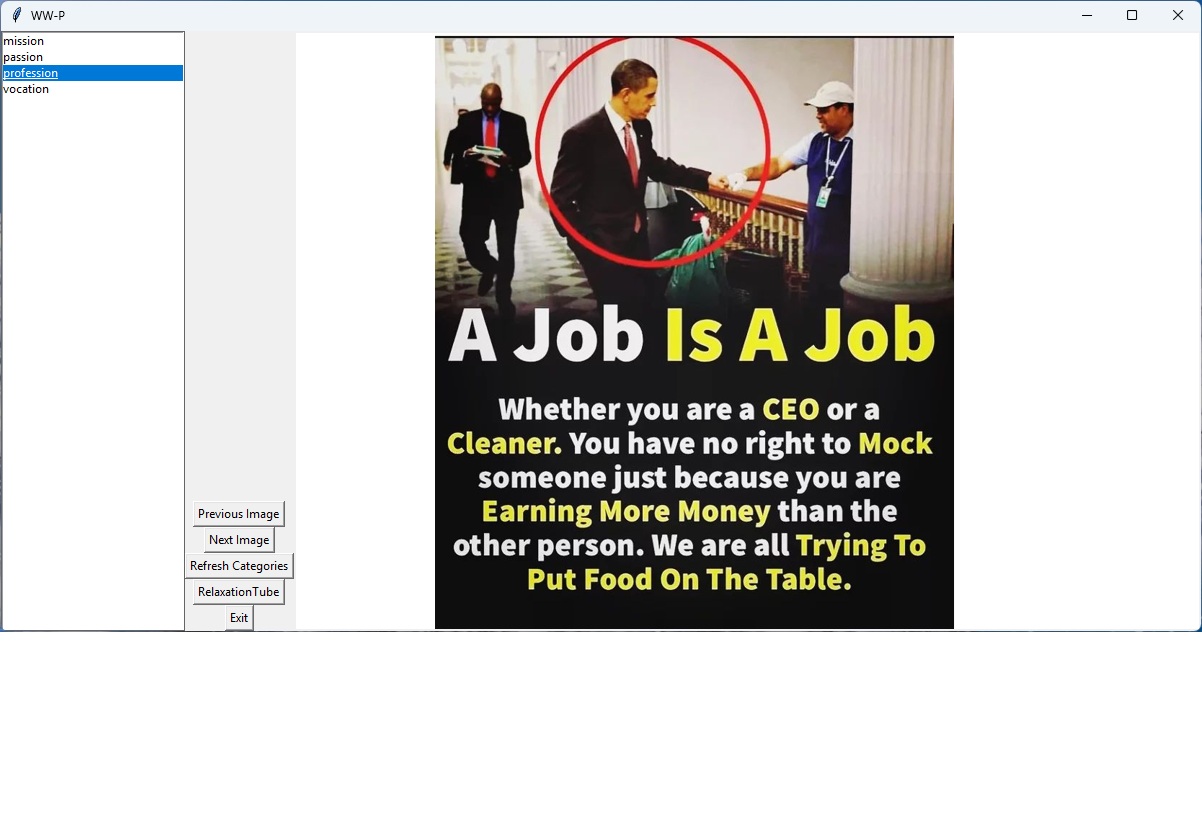 WW-P
mission
passion
profession
vocation
Previous Image
Next Image
Refresh Categories
RelaxationTube
Exit
A Job Is A Job
Whether you are a CEO or a
Cleaner. You have no right to Mock
someone just because you are
Earning More Money than the
other person. We are all Trying To
Put Food On The Table.